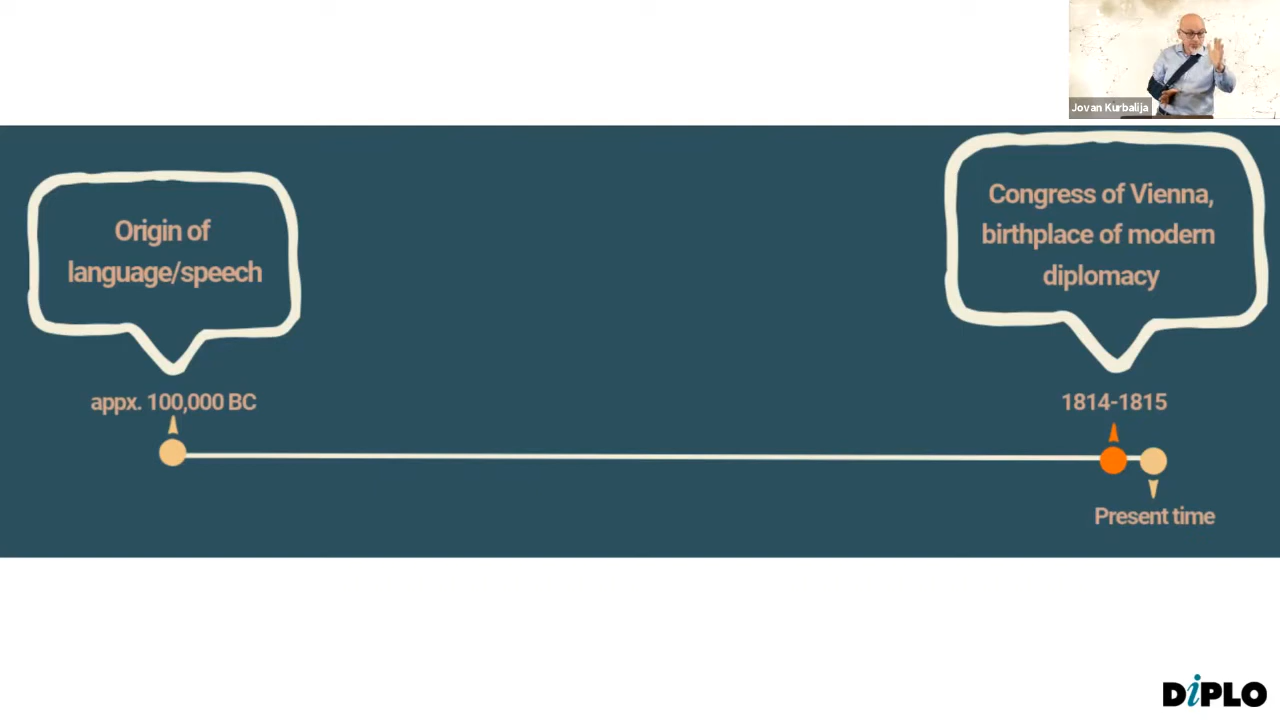 Jovan Kurbalija
Origin of
language/speech
Congress of Vienna,
birthplace of modern
diplomacy
appx. 100,000 BC
1814-1815
Present time
DiPLO